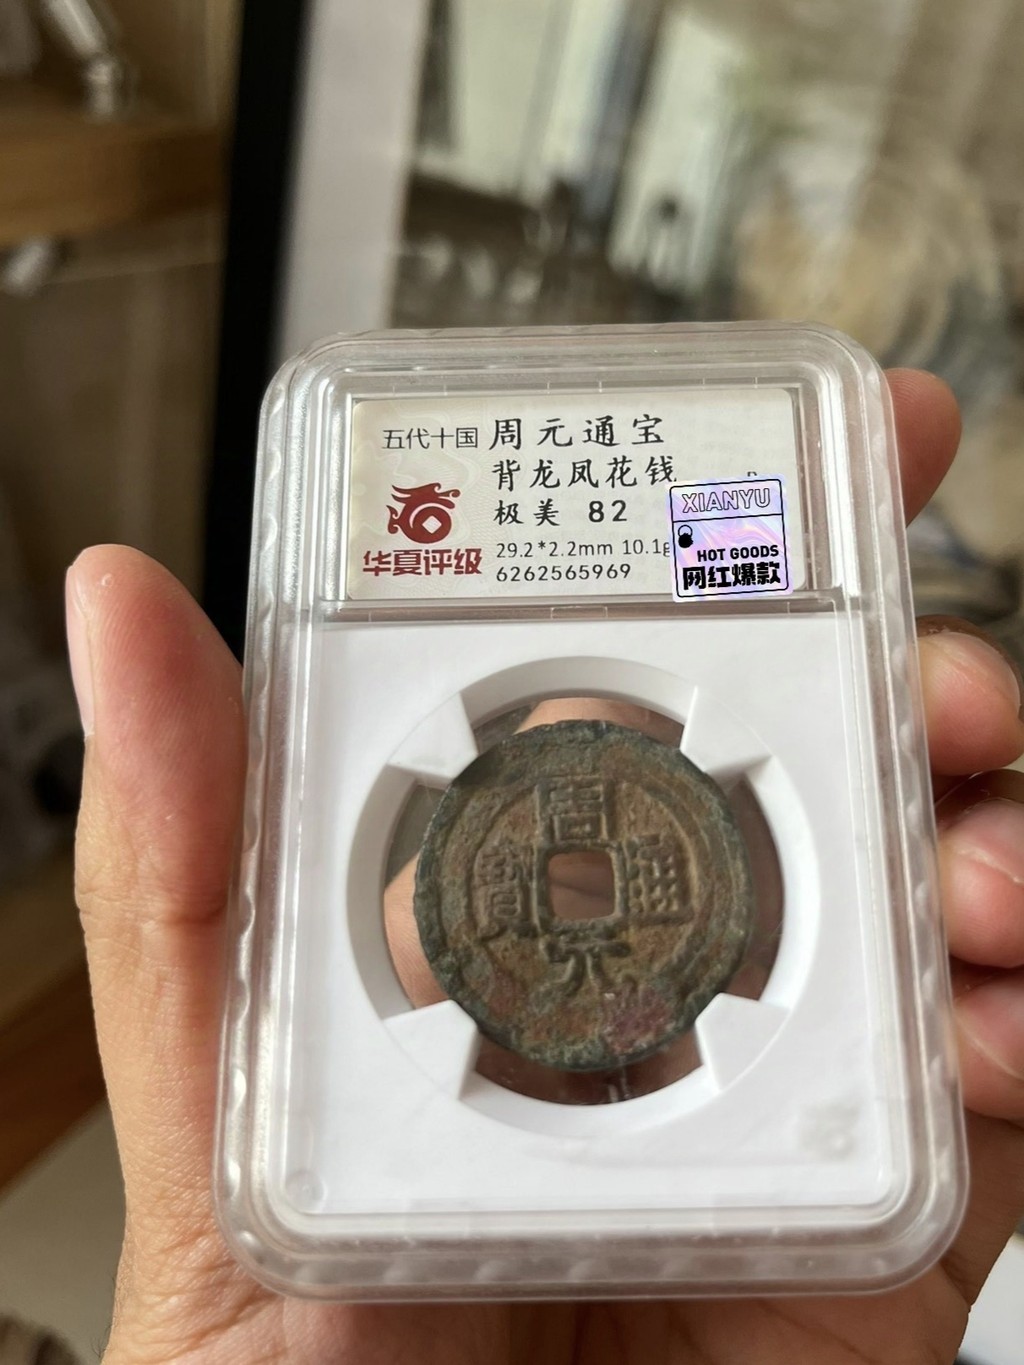 五代十国 周元通宝
背龙凤花钱
极美 82
华夏评级
29.2*2.2mm 10.1g
6262565969
XIANYU
HOT GOODS
网红爆款
周元通寶